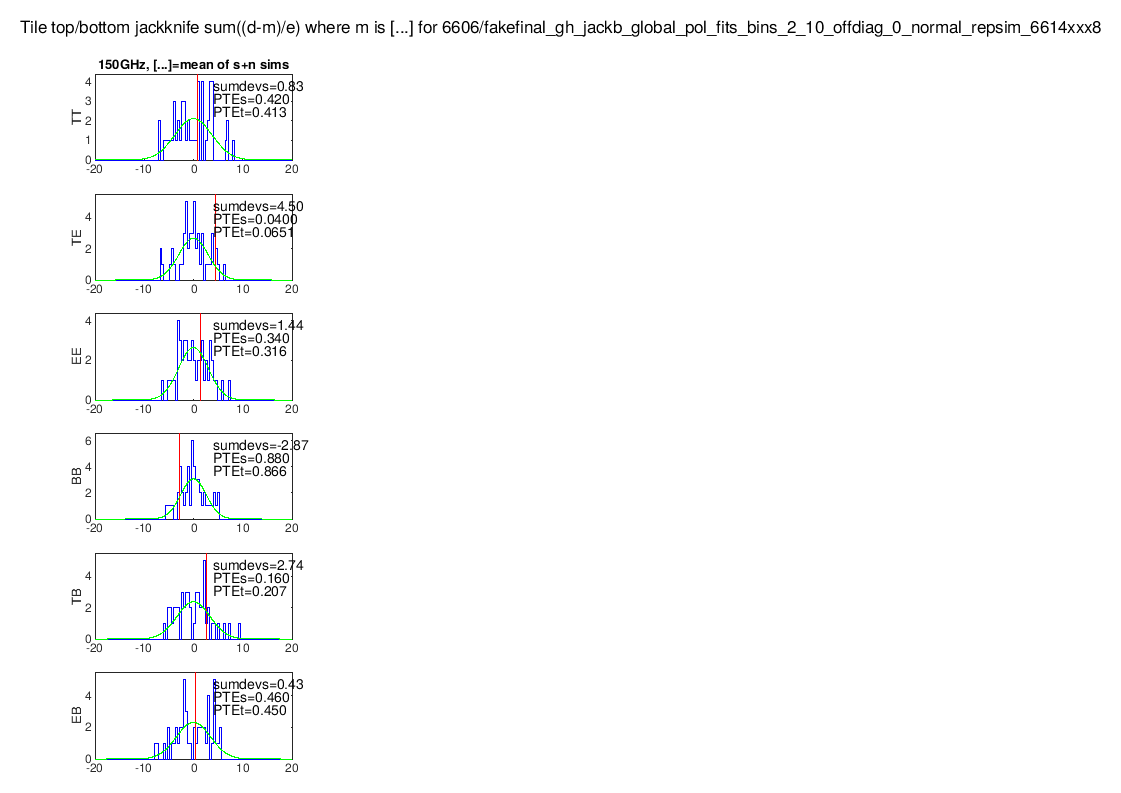 Tile top/bottom jackknife sum((d-m)/e) where m is [...] for 6606/fakefinal_gh_jackb_global_pol_fits_bins_2_10_offdiag_0_normal_repsim_6614xxx8
150GHz, [...]=mean of s+n sims
sumdevs=0.83
PTEs=0.420
PTEt=0.413
TT
4
3
2
1
0
-20 -10 0 10 20
sumdevs=4.50
PTEs=0.0400
PTEt=0.0651
TE
4
2
0
-20 -10 0 10 20
sumdevs=1.44
PTEs=0.340
PTEt=0.316
EE
4
2
0
-20 -10 0 10 20
sumdevs=-2.87
PTEs=0.880
PTEt=0.866
BB
6
4
2
0
-20 -10 0 10 20
sumdevs=2.74
PTEs=0.160
PTEt=0.207
TB
4
2
0
-20 -10 0 10 20
sumdevs=0.43
PTEs=0.460
PTEt=0.450
EB
4
2
0
-20 -10 0 10 20